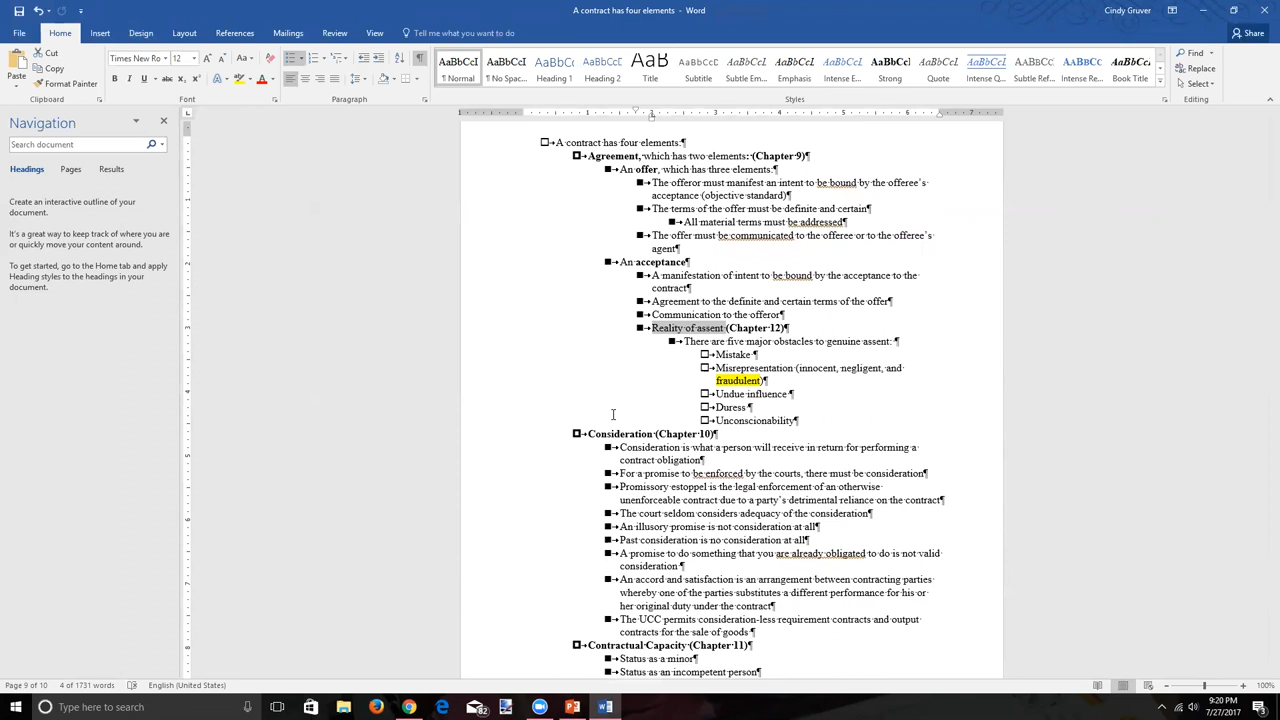 A contract has four elements - Word
Cindy Gruver
File Home Insert Design Layout References Mailings Review View Tell me what you want to do
Share
Paste
Cut
Copy
Format Painter
Clipboard
Times New Ro 12
Font
Paragraph
AaBbCcI AaBbCcI AaBbC AaBbCcI AaB AaBbCcI AaBbCcL AaBbCcL AaBbCcL AaBbCcI AaBbCcL AaBbCcL AaBbCcI AaBbCcL AaBbCcL
¶ Normal ¶ No Spac... Heading 1 Heading 2 Title Subtitle Subtle Em... Emphasis Intense E... Strong Quote Intense Q... Subtle Ref... Intense Re... Book Title
Styles
Find
Replace
Select
Editing
Navigation
Search document
Headings Pages Results
Create an interactive outline of your
document.
It's a great way to keep track of where you are
or quickly move your content around.
To get started, go to the Home tab and apply
Heading styles to the headings in your
document.
A contract has four elements:¶
Agreement, which has two elements: (Chapter 9)¶
An offer, which has three elements:¶
The offeror must manifest an intent to be bound by the offeree's
acceptance (objective standard)¶
The terms of the offer must be definite and certain¶
All material terms must be addressed¶
The offer must be communicated to the offeree or to the offeree's
agent¶
An acceptance¶
A manifestation of intent to be bound by the acceptance to the
contract¶
Agreement to the definite and certain terms of the offer¶
Communication to the offeror¶
Reality of assent (Chapter 12)¶
There are five major obstacles to genuine assent: ¶
Mistake ¶
Misrepresentation (innocent, negligent, and
fraudulent)¶
Undue influence ¶
Duress ¶
Unconscionability¶
Consideration (Chapter 10)¶
Consideration is what a person will receive in return for performing a
contract obligation¶
For a promise to be enforced by the courts, there must be consideration¶
Promissory estoppel is the legal enforcement of an otherwise
unenforceable contract due to a party's detrimental reliance on the contract¶
The court seldom considers adequacy of the consideration¶
An illusory promise is not consideration at all¶
Past consideration is no consideration at all¶
A promise to do something that you are already obligated to do is not valid
consideration ¶
An accord and satisfaction is an arrangement between contracting parties
whereby one of the parties substitutes a different performance for his or
her original duty under the contract¶
The UCC permits consideration-less requirement contracts and output
contracts for the sale of goods ¶
Contractual Capacity (Chapter 11)¶
Status as a minor¶
Status as an incompetent person¶
Page 9 of 10 4 of 1731 words English (United States)
100%
Type here to search
82
9:20 PM
7/27/2017